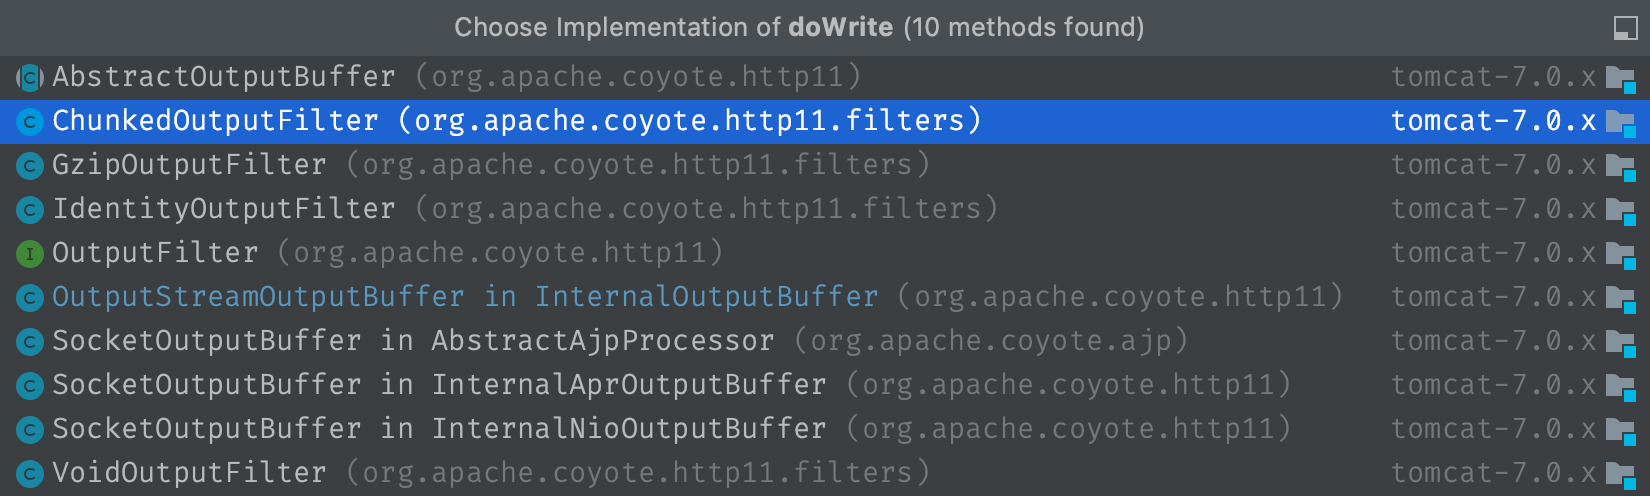 Choose Implementation of doWrite (10 methods found)
C AbstractOutputBuffer (org.apache.coyote.http11) tomcat-7.0.x
C ChunkedOutputFilter (org.apache.coyote.http11.filters) tomcat-7.0.x
C GzipOutputFilter (org.apache.coyote.http11.filters) tomcat-7.0.x
C IdentityOutputFilter (org.apache.coyote.http11.filters) tomcat-7.0.x
I OutputFilter (org.apache.coyote.http11) tomcat-7.0.x
C OutputStreamOutputBuffer in InternalOutputBuffer (org.apache.coyote.http11) tomcat-7.0.x
C SocketOutputBuffer in AbstractAjpProcessor (org.apache.coyote.ajp) tomcat-7.0.x
C SocketOutputBuffer in InternalAprOutputBuffer (org.apache.coyote.http11) tomcat-7.0.x
C SocketOutputBuffer in InternalNioOutputBuffer (org.apache.coyote.http11) tomcat-7.0.x
C VoidOutputFilter (org.apache.coyote.http11.filters) tomcat-7.0.x